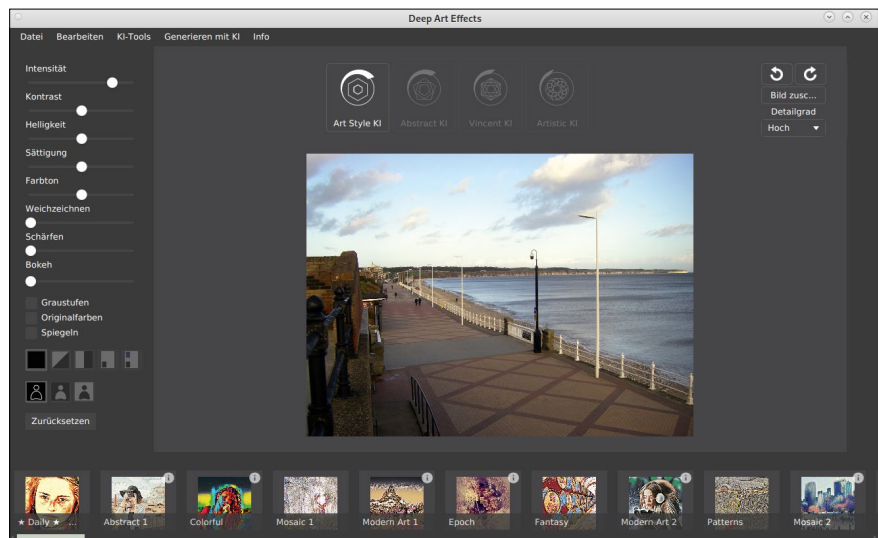 Deep Art Effects
Datei Bearbeiten KI-Tools Generieren mit KI Info
Intensität
Kontrast
Helligkeit
Sättigung
Farbton
Weichzeichnen
Schärfen
Bokeh
Graustufen
Originalfarben
Spiegeln
Zurücksetzen
Art Style KI Abstract KI Vincent KI Artistic KI
Bild zusc...
Detailgrad
Hoch
★ Daily ★ ... Abstract 1 Colorful Mosaic 1 Modern Art 1 Epoch Fantasy Modern Art 2 Patterns Mosaic 2